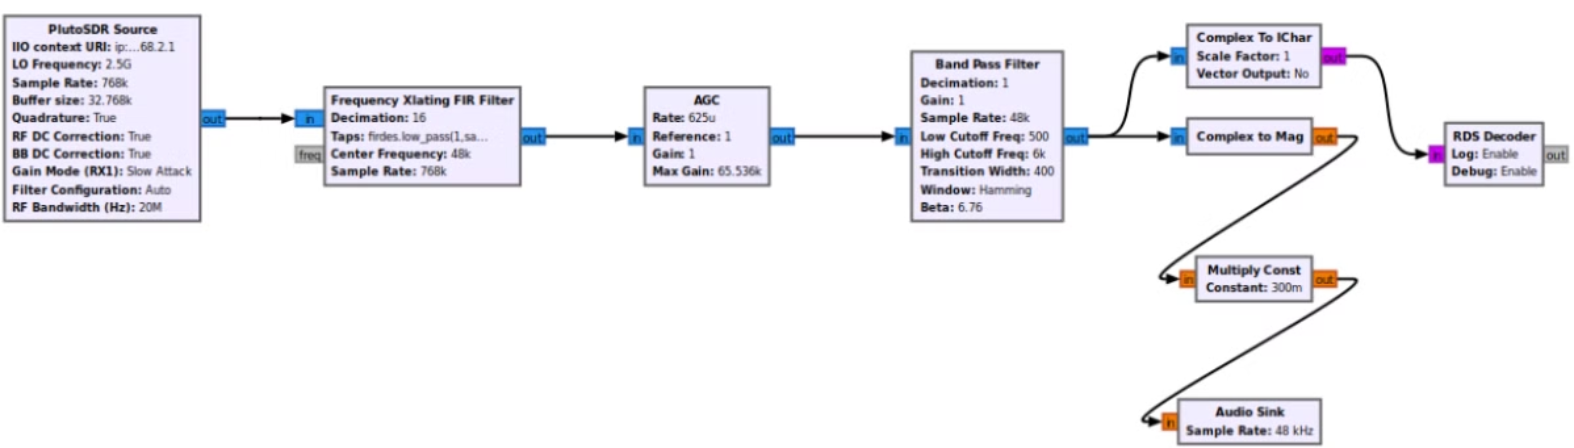 PlutoSDR Source
IIO context URI: ip:...68.2.1
LO Frequency: 2.5G
Sample Rate: 768k
Buffer size: 32.768k
Quadrature: True
RF DC Correction: True
BB DC Correction: True
Gain Mode (RX1): Slow Attack
Filter Configuration: Auto
RF Bandwidth (Hz): 20M
out
in
freq
Frequency Xlating FIR Filter
Decimation: 16
Taps: firdes.low_pass(1,sa...
Center Frequency: 48k
Sample Rate: 768k
out
in
AGC
Rate: 625u
Reference: 1
Gain: 1
Max Gain: 65.536k
out
in
Band Pass Filter
Decimation: 1
Gain: 1
Sample Rate: 48k
Low Cutoff Freq: 500
High Cutoff Freq: 6k
Transition Width: 400
Window: Hamming
Beta: 6.76
out
in
Complex To IChar
Scale Factor: 1
Vector Output: No
out
in
Complex to Mag
out
in
RDS Decoder
Log: Enable
Debug: Enable
out
in
Multiply Const
Constant: 300m
out
in
Audio Sink
Sample Rate: 48 kHz